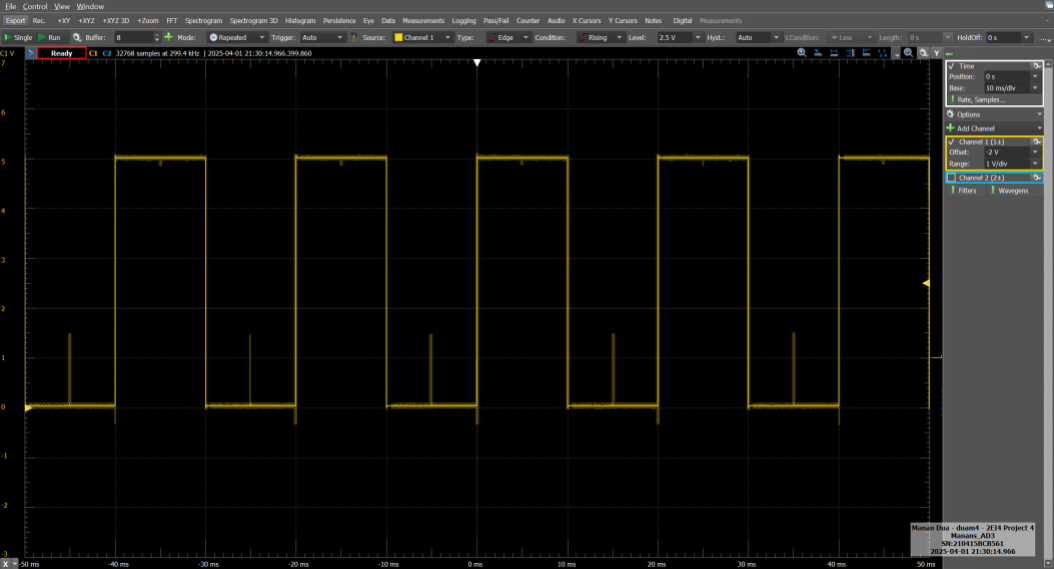 File Control View Window
Export Rec. +XY +XYZ +XYZ 3D +Zoom FFT Spectrogram Spectrogram 3D Histogram Persistence Eye Data Measurements Logging Pass/Fail Counter Audio X Cursors Y Cursors Notes Digital Measurements
Single Run Buffer: 8 Mode: Repeated Trigger: Auto Source: Channel 1 Type: Edge Condition: Rising Level: 2.5 V Hyst.: Auto LCondition: Less Length: 0 s HoldOff: 0 s ...
C1 V Ready C1 C2 32768 samples at 299.4 kHz | 2025-04-01 21:30:14.966.399.860 Y
7
6
5
4
3
2
1
0
-1
-2
-3
X -50 ms -40 ms -30 ms -20 ms -10 ms 0 ms 10 ms 20 ms 30 ms 40 ms 50 ms
Time
Position: 0 s
Base: 10 ms/div
Rate, Samples...
Options
Add Channel
Channel 1 (1±)
Offset: -2 V
Range: 1 V/div
Channel 2 (2±)
Filters Wavegens
Manan Dua - duam4 - 2EI4 Project 4
Manans_AD3
SN:210415BCB561
2025-04-01 21:30:14.966